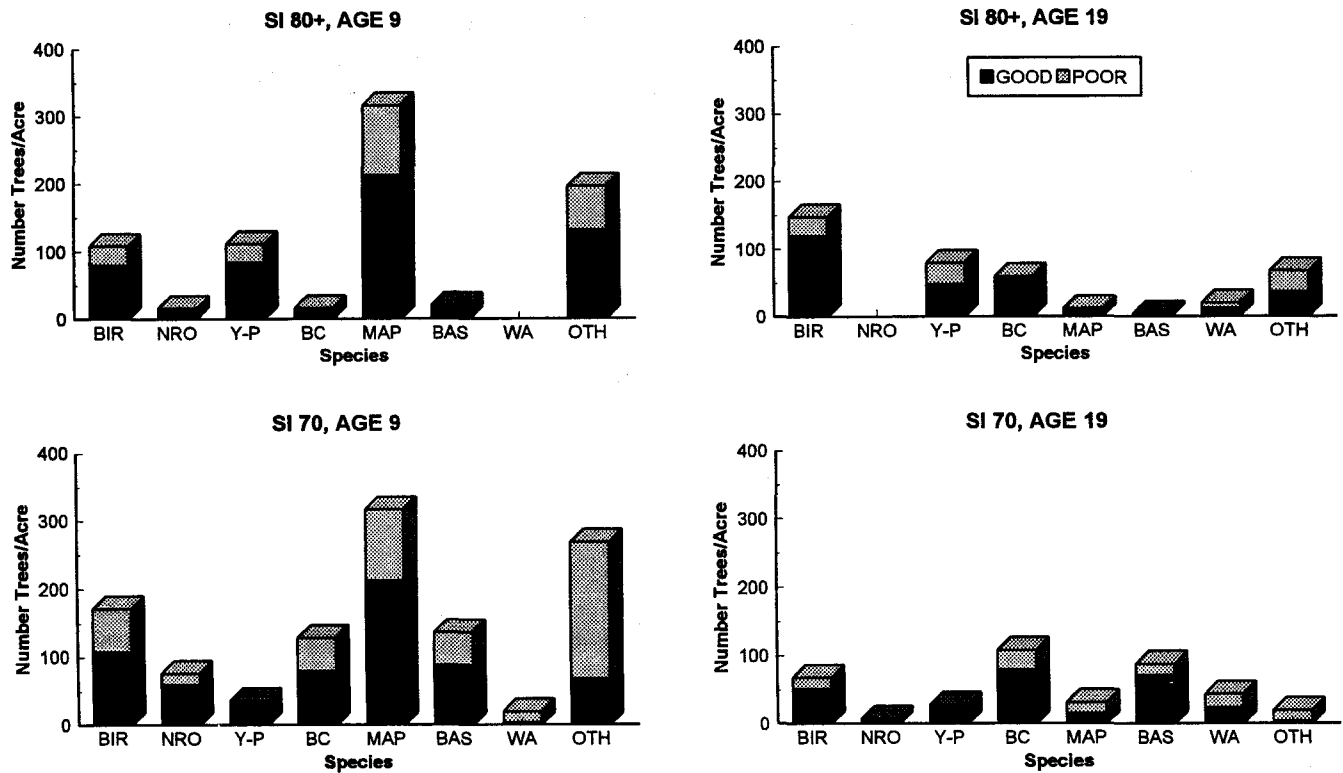 SI 80+, AGE 9
400
300
200
100
0
Number Trees/Acre
BIR NRO Y-P BC MAP BAS WA OTH
Species
SI 80+, AGE 19
GOOD POOR
400
300
200
100
0
Number Trees/Acre
BIR NRO Y-P BC MAP BAS WA OTH
Species
SI 70, AGE 9
400
300
200
100
0
Number Trees/Acre
BIR NRO Y-P BC MAP BAS WA OTH
Species
SI 70, AGE 19
400
300
200
100
0
Number Trees/Acre
BIR NRO Y-P BC MAP BAS WA OTH
Species